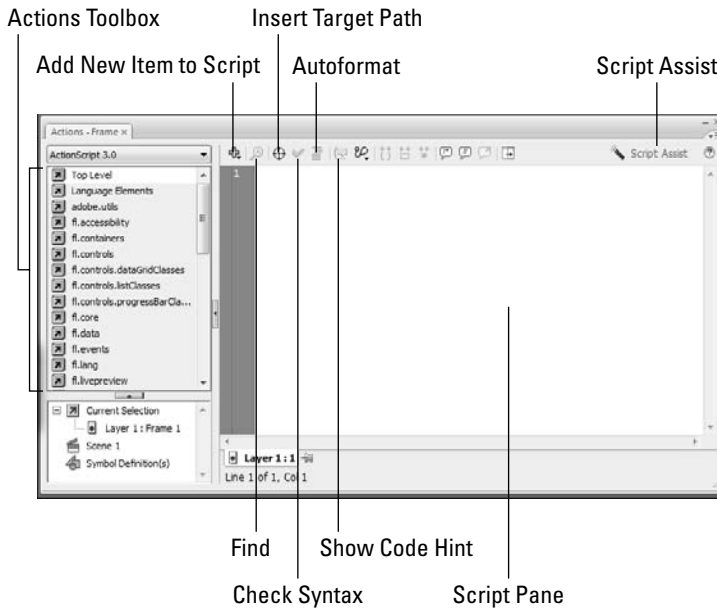 Actions Toolbox
Insert Target Path
Add New Item to Script
Autoformat
Script Assist
Actions - Frame ×
ActionScript 3.0
Script Assist
1
Top Level
Language Elements
adobe.utils
fl.accessibility
fl.containers
fl.controls
fl.controls.dataGridClasses
fl.controls.listClasses
fl.controls.progressBarCla...
fl.core
fl.data
fl.events
fl.lang
fl.livepreview
Current Selection
Layer 1 : Frame 1
Scene 1
Symbol Definition(s)
Layer 1 : 1
Line 1 of 1, Col 1
Find
Show Code Hint
Check Syntax
Script Pane